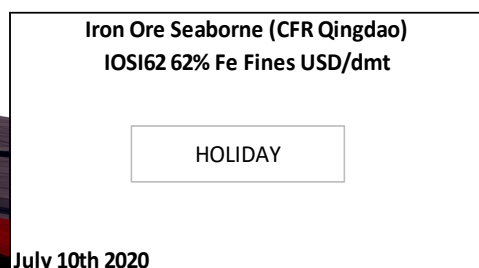 Iron Ore Seaborne (CFR Qingdao)
IOSI62 62% Fe Fines USD/dmt
HOLIDAY
July 10th 2020